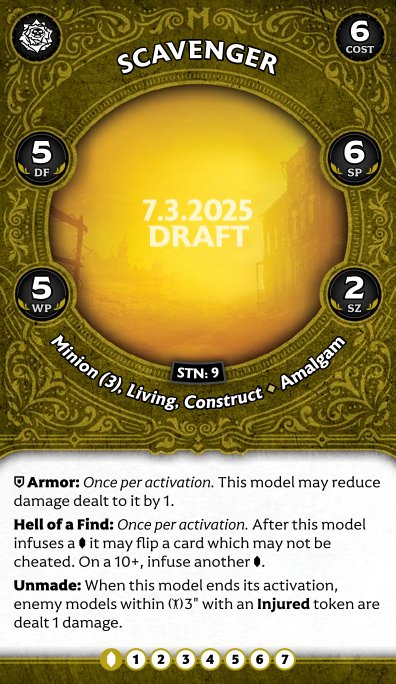 SCAVENGER
6
COST
5
DF
6
SP
7.3.2025
DRAFT
5
WP
2
SZ
STN: 9
Minion (3), Living, Construct ⬥ Amalgam
Armor: Once per activation. This model may reduce
damage dealt to it by 1.
Hell of a Find: Once per activation. After this model
infuses a ⬮ it may flip a card which may not be
cheated. On a 10+, infuse another ⬮.
Unmade: When this model ends its activation,
enemy models within 3" with an Injured token are
dealt 1 damage.
1 2 3 4 5 6 7